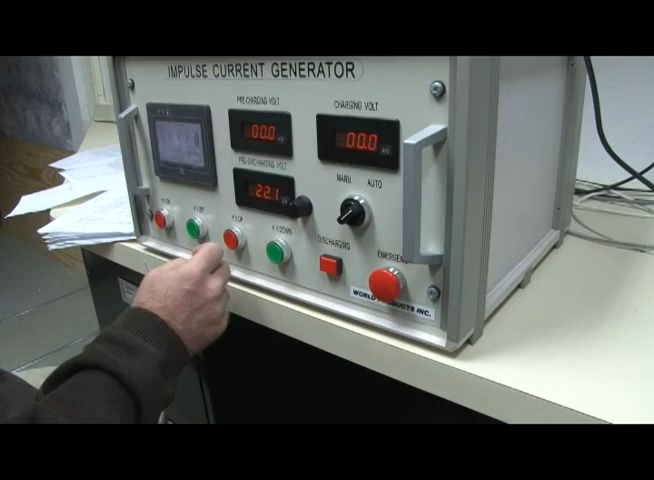 IMPULSE CURRENT GENERATOR
PRE-CHARGING VOLT
CHARGING VOLT
00.0 kV
00.0 kV
PRE-DISCHARGING VOLT
22.1
MANU. AUTO
DISCHARGING
EMERGENCY
WORLD PRODUCTS INC.